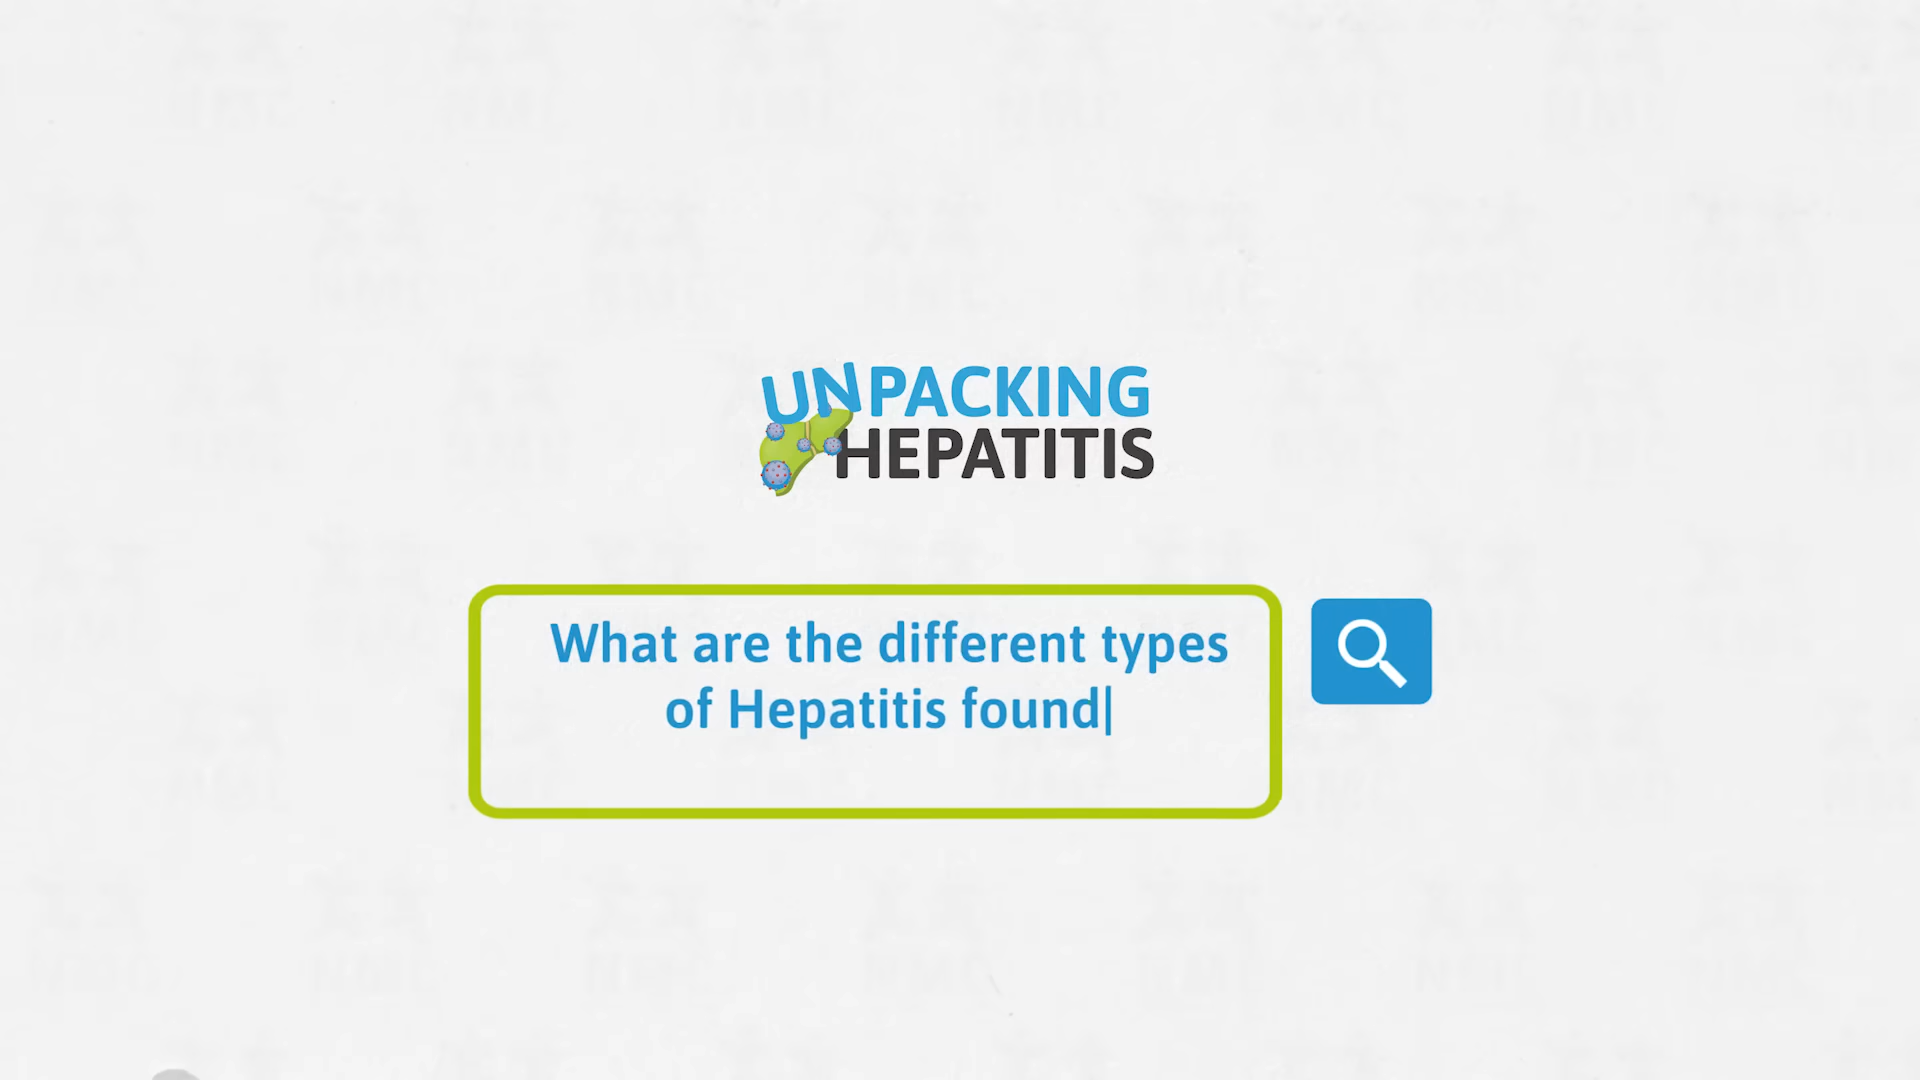 UNPACKING
HEPATITIS
What are the different types
of Hepatitis found